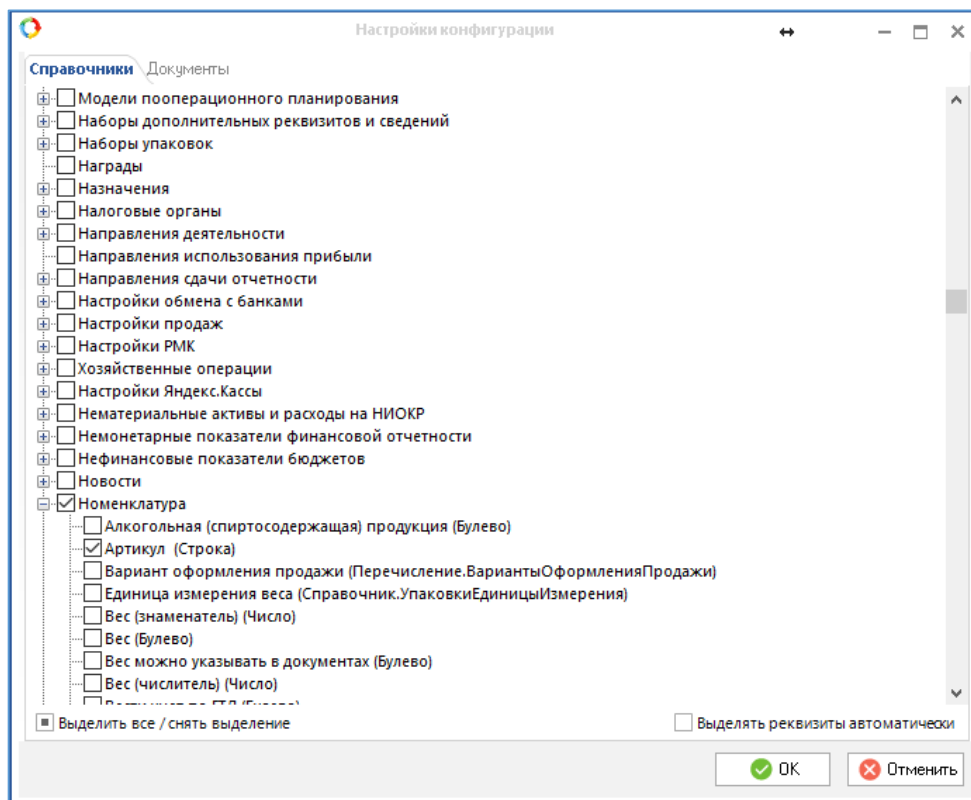 Настройки конфигурации
Справочники Документы
Модели пооперационного планирования
Наборы дополнительных реквизитов и сведений
Наборы упаковок
Награды
Назначения
Налоговые органы
Направления деятельности
Направления использования прибыли
Направления сдачи отчетности
Настройки обмена с банками
Настройки продаж
Настройки РМК
Хозяйственные операции
Настройки Яндекс.Кассы
Нематериальные активы и расходы на НИОКР
Немонетарные показатели финансовой отчетности
Нефинансовые показатели бюджетов
Новости
Номенклатура
Алкогольная (спиртосодержащая) продукция (Булево)
Артикул (Строка)
Вариант оформления продажи (Перечисление.ВариантыОформленияПродажи)
Единица измерения веса (Справочник.УпаковкиЕдиницыИзмерения)
Вес (знаменатель) (Число)
Вес (Булево)
Вес можно указывать в документах (Булево)
Вес (числитель) (Число)
Выделить все / снять выделение Выделять реквизиты автоматически
ОК Отменить